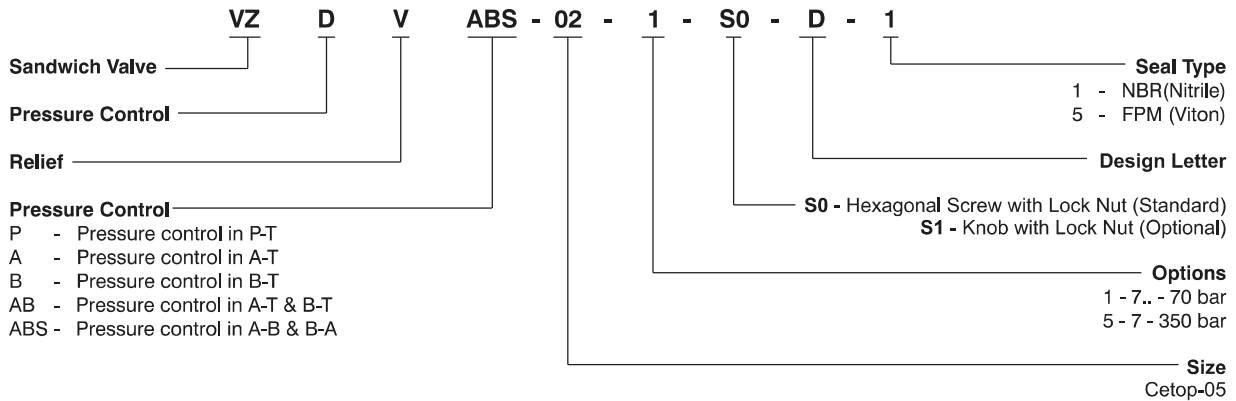 VZ D V ABS - 02 - 1 - S0 - D - 1
Sandwich Valve
Pressure Control
Relief
Pressure Control
P - Pressure control in P-T
A - Pressure control in A-T
B - Pressure control in B-T
AB - Pressure control in A-T & B-T
ABS - Pressure control in A-B & B-A
Seal Type
1 - NBR(Nitrile)
5 - FPM (Viton)
Design Letter
S0 - Hexagonal Screw with Lock Nut (Standard)
S1 - Knob with Lock Nut (Optional)
Options
1 - 7.. - 70 bar
5 - 7 - 350 bar
Size
Cetop-05